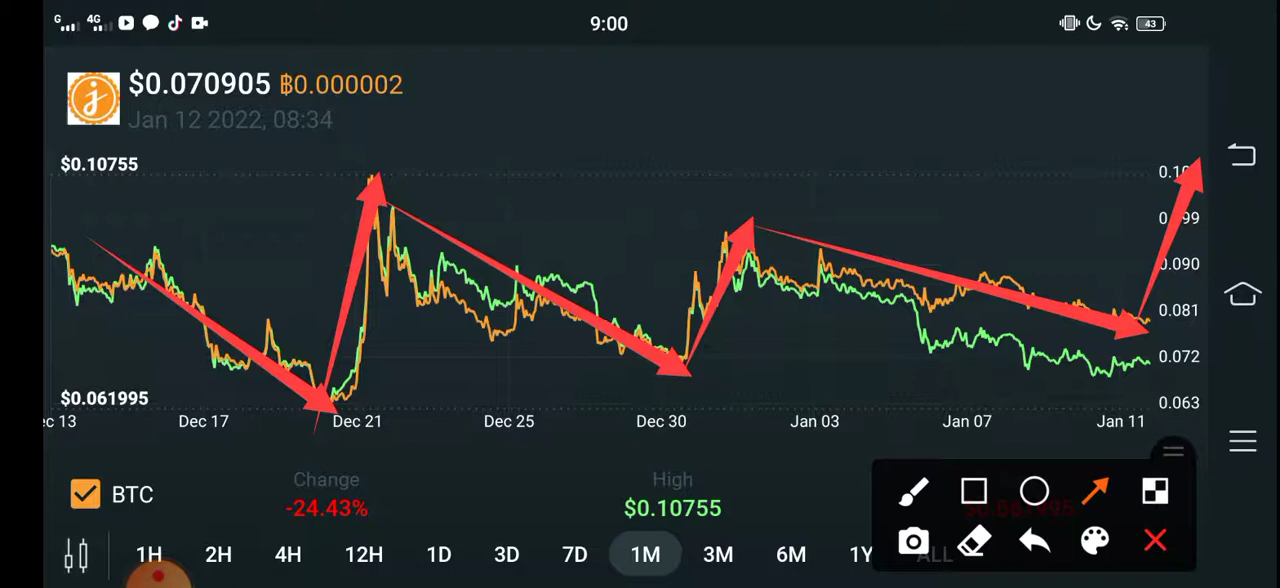 G 4G 9:00 43
$0.070905 ฿0.000002
Jan 12 2022, 08:34
$0.10755
0.099
0.090
0.081
0.072
$0.061995 0.063
Dec 17 Dec 21 Dec 25 Dec 30 Jan 03 Jan 07 Jan 11
BTC Change High
-24.43% $0.10755
1H 2H 4H 12H 1D 3D 7D 1M 3M 6M 1Y ALL